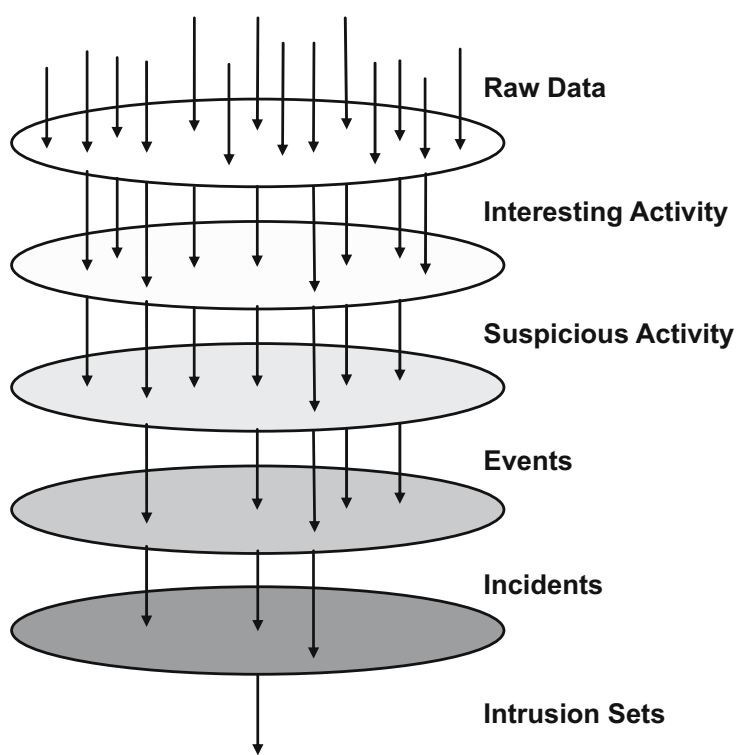 Raw Data
Interesting Activity
Suspicious Activity
Events
Incidents
Intrusion Sets